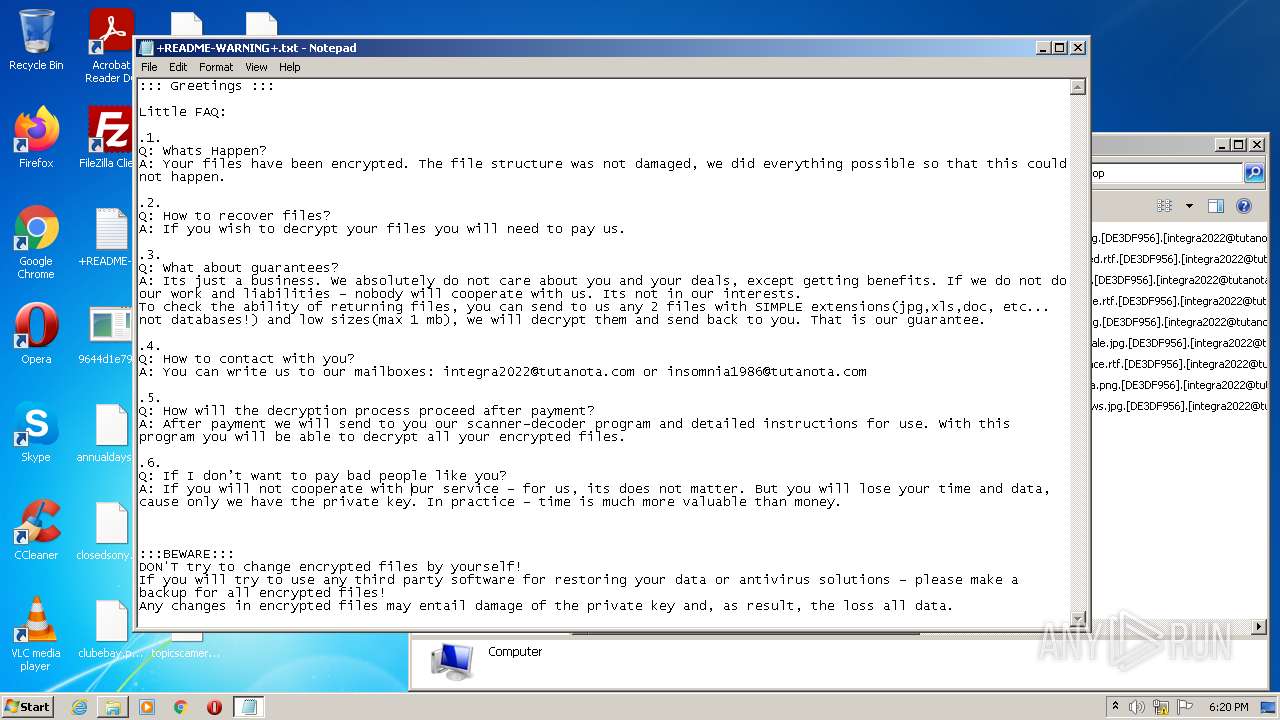 Recycle Bin
Acrobat
Reader D
Firefox
FileZilla Clie
Google
Chrome
+README-
Opera
9644d1e79
Skype
annualdays
CCleaner
closedsony.
VLC media
player
clubebay.p...
topicscamer...
+README-WARNING+.txt - Notepad
File Edit Format View Help
::: Greetings :::
Little FAQ:
.1.
Q: Whats Happen?
A: Your files have been encrypted. The file structure was not damaged, we did everything possible so that this could
not happen.
.2.
Q: How to recover files?
A: If you wish to decrypt your files you will need to pay us.
.3.
Q: What about guarantees?
A: Its just a business. We absolutely do not care about you and your deals, except getting benefits. If we do not do
our work and liabilities - nobody will cooperate with us. Its not in our interests.
To check the ability of returning files, you can send to us any 2 files with SIMPLE extensions(jpg,xls,doc, etc...
not databases!) and low sizes(max 1 mb), we will decrypt them and send back to you. That is our guarantee.
.4.
Q: How to contact with you?
A: You can write us to our mailboxes: integra2022@tutanota.com or insomnia1986@tutanota.com
.5.
Q: How will the decryption process proceed after payment?
A: After payment we will send to you our scanner-decoder program and detailed instructions for use. With this
program you will be able to decrypt all your encrypted files.
.6.
Q: If I don't want to pay bad people like you?
A: If you will not cooperate with our service - for us, its does not matter. But you will lose your time and data,
cause only we have the private key. In practice - time is much more valuable than money.
:::BEWARE:::
DON'T try to change encrypted files by yourself!
If you will try to use any third party software for restoring your data or antivirus solutions - please make a
backup for all encrypted files!
Any changes in encrypted files may entail damage of the private key and, as result, the loss all data.
op
g.[DE3DF956].[integra2022@tutano
ed.rtf.[DE3DF956].[integra2022@tu
.[DE3DF956].[integra2022@tutano
e.rtf.[DE3DF956].[integra2022@tut
g.[DE3DF956].[integra2022@tutano
ale.jpg.[DE3DF956].[integra2022@t
ce.rtf.[DE3DF956].[integra2022@tu
a.png.[DE3DF956].[integra2022@tu
ws.jpg.[DE3DF956].[integra2022@tu
Computer
ANY RUN
Start
6:20 PM